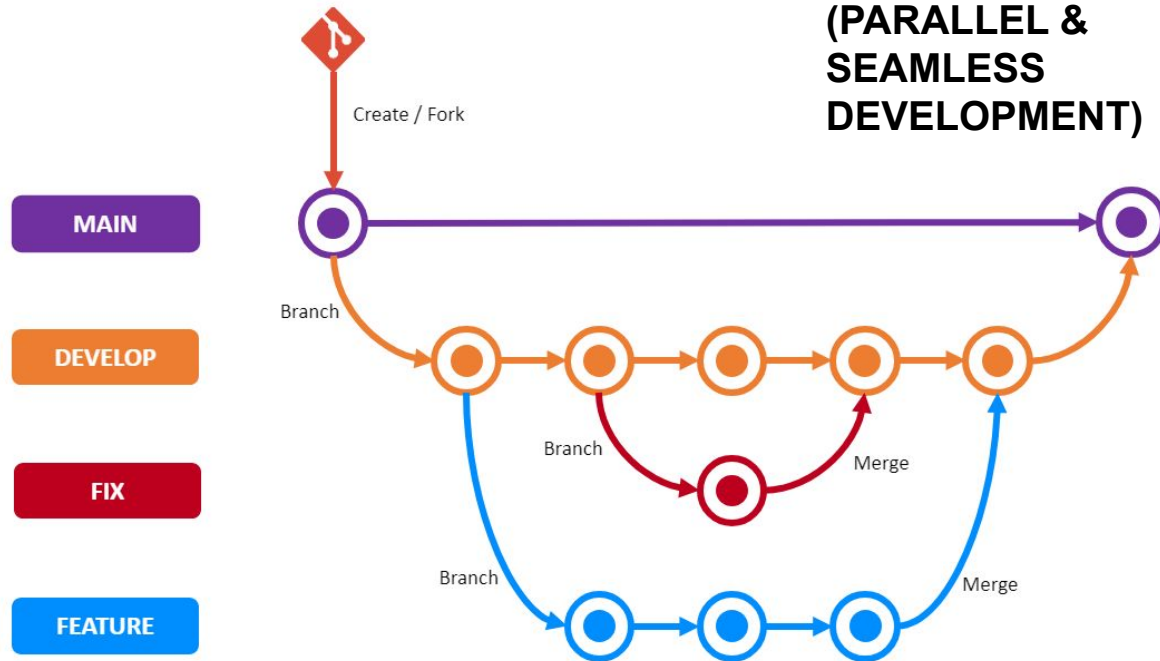 (PARALLEL &
SEAMLESS
DEVELOPMENT)
Create / Fork
MAIN
Branch
DEVELOP
Branch
Merge
FIX
Branch
Merge
FEATURE